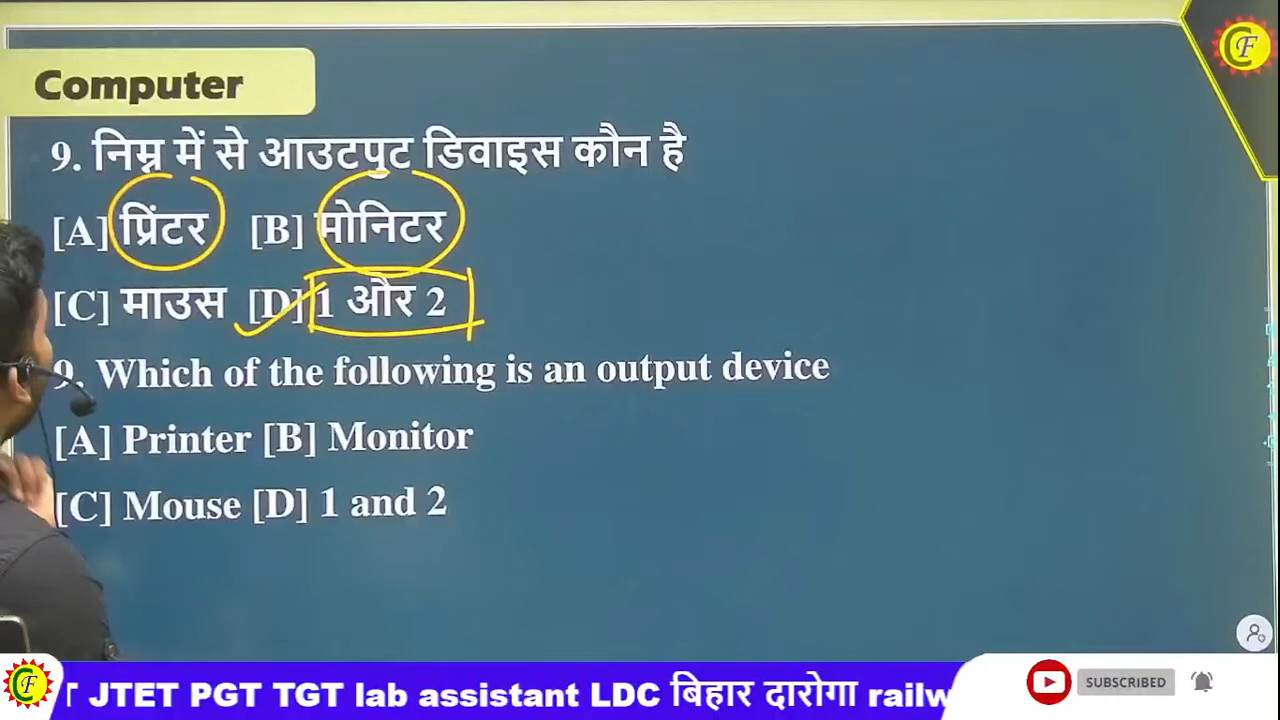 Computer
9. निम्न में से आउटपुट डिवाइस कौन है
[A] प्रिंटर [B] मोनिटर
[C] माउस [D] 1 और 2
9. Which of the following is an output device
[A] Printer [B] Monitor
[C] Mouse [D] 1 and 2
JTET PGT TGT lab assistant LDC बिहार दारोगा
SUBSCRIBED